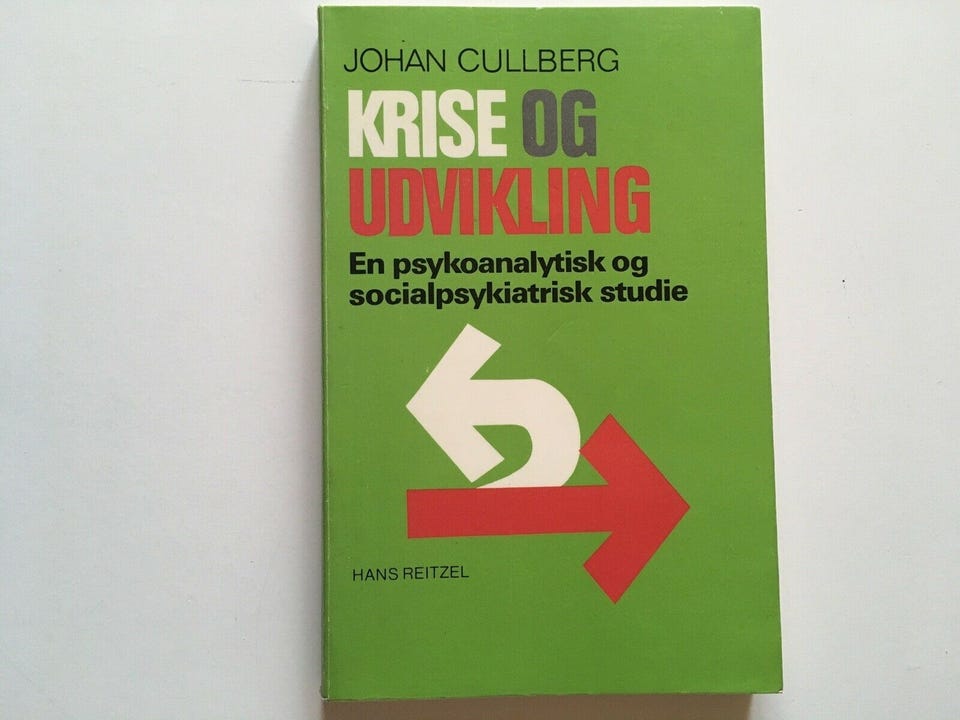 JOHAN CULLBERG
KRISE OG
UDVIKLING
En psykoanalytisk og
socialpsykiatrisk studie
HANS REITZEL